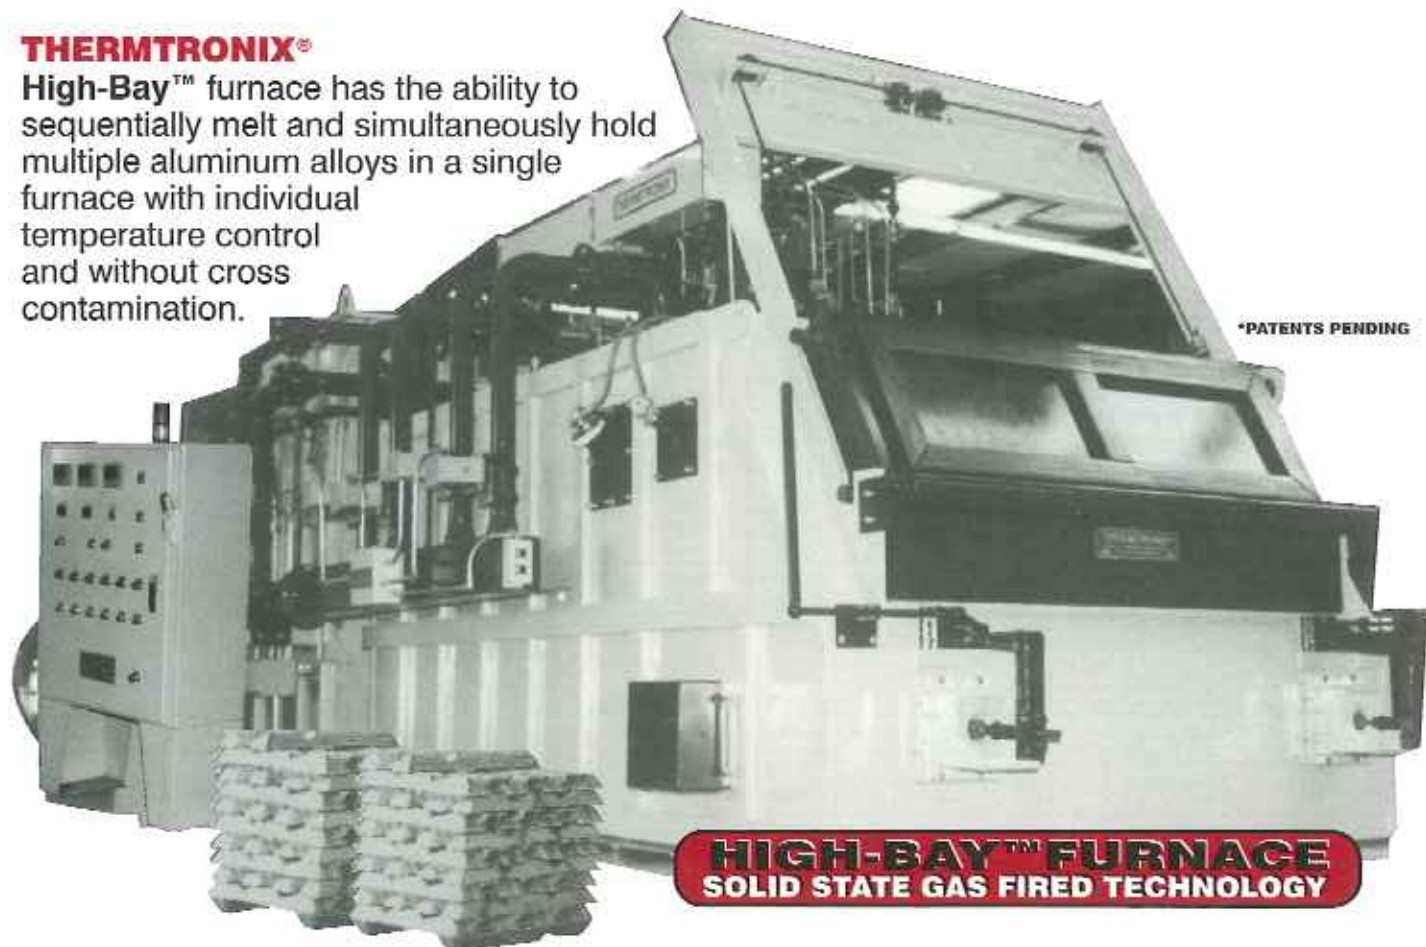 THERMTRONIX®
High-Bay™ furnace has the ability to
sequentially melt and simultaneously hold
multiple aluminum alloys in a single
furnace with individual
temperature control
and without cross
contamination.
THERMTRONIX
*PATENTS PENDING
HIGH-BAY™ FURNACE
SOLID STATE GAS FIRED TECHNOLOGY